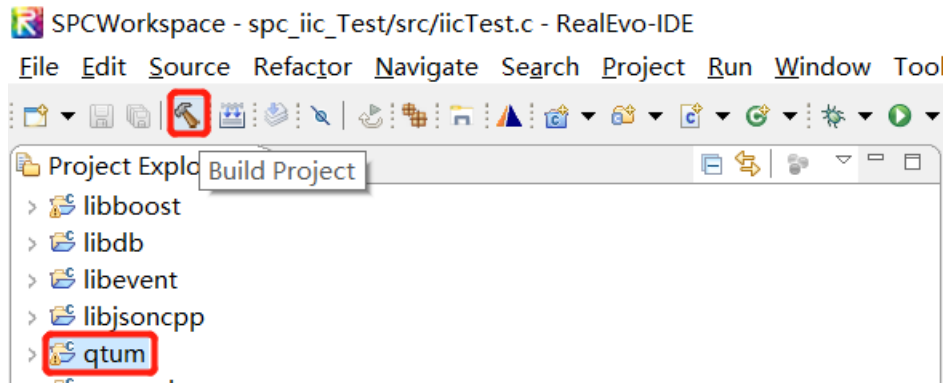 SPCWorkspace - spc_iic_Test/src/iicTest.c - RealEvo-IDE
File Edit Source Refactor Navigate Search Project Run Window Tool
Project Explo
Build Project
libboost
libdb
libevent
libjsoncpp
qtum